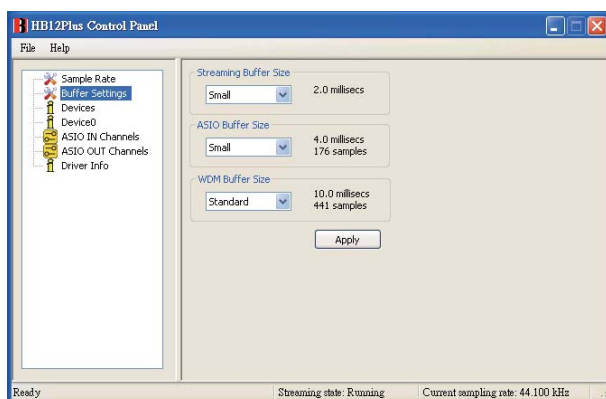 HB12Plus Control Panel
File Help
Sample Rate
Buffer Settings
Devices
Device0
ASIO IN Channels
ASIO OUT Channels
Driver Info
Streaming Buffer Size
Small 2.0 millisecs
ASIO Buffer Size
Small 4.0 millisecs
176 samples
WDM Buffer Size
Standard 10.0 millisecs
441 samples
Apply
Ready Streaming state: Running Current sampling rate: 44.100 kHz